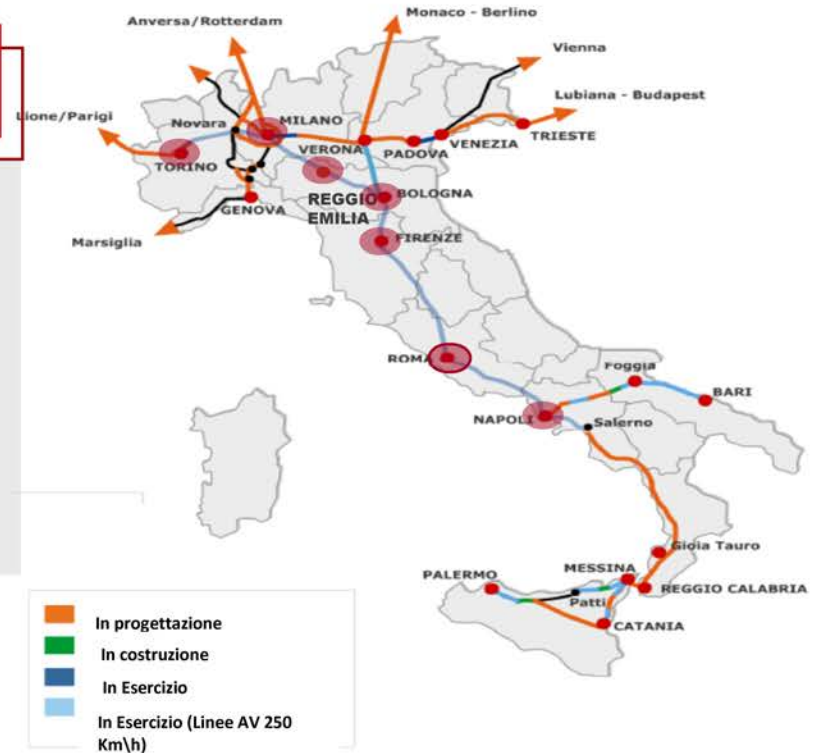 Monaco - Berlino
Anversa/Rotterdam
Vienna
Lubiana - Budapest
Lione/Parigi
Novara
MILANO
VERONA
PADOVA
VENEZIA
TRIESTE
TORINO
REGGIO
EMILIA
BOLOGNA
GENOVA
Marsiglia
FIRENZE
ROMA
Foggia
BARI
NAPOLI
Salerno
Gioia Tauro
MESSINA
PALERMO
REGGIO CALABRIA
Patti
CATANIA
In progettazione
In costruzione
In Esercizio
In Esercizio (Linee AV 250
Km\h)